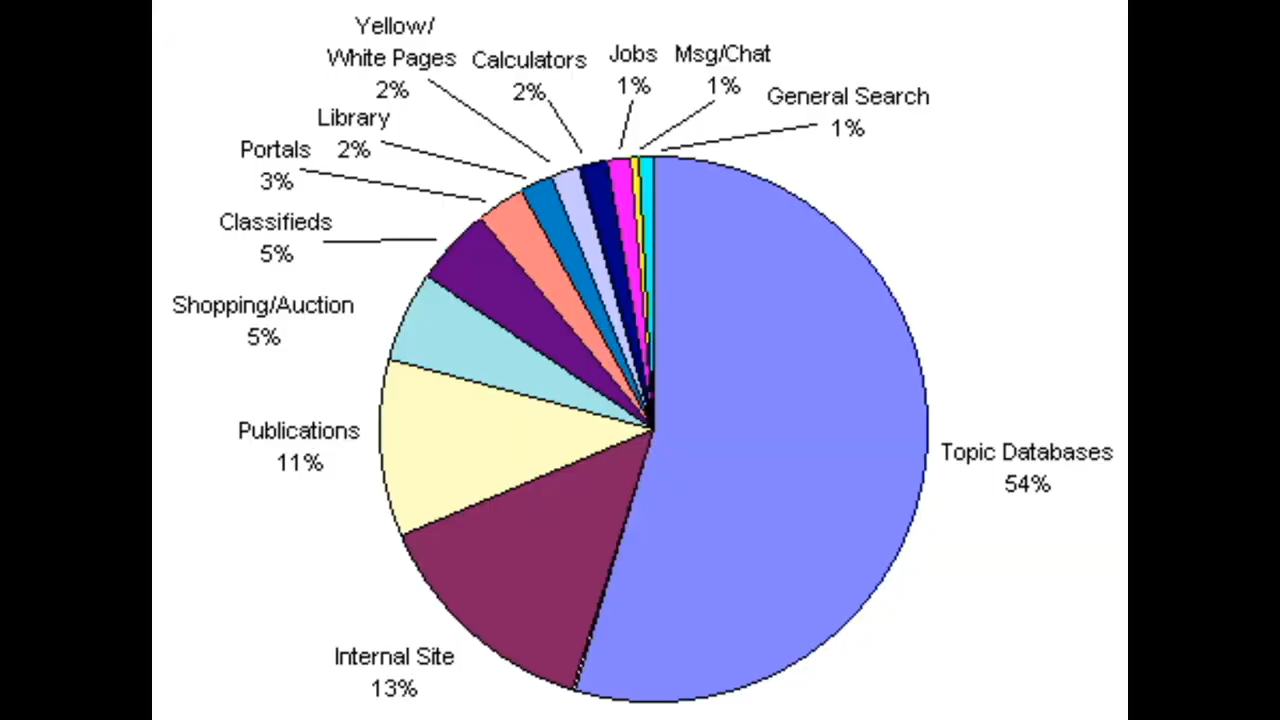 Yellow/
White Pages
2%
Calculators
2%
Jobs
1%
Msg/Chat
1%
General Search
1%
Library
2%
Portals
3%
Classifieds
5%
Shopping/Auction
5%
Publications
11%
Internal Site
13%
Topic Databases
54%